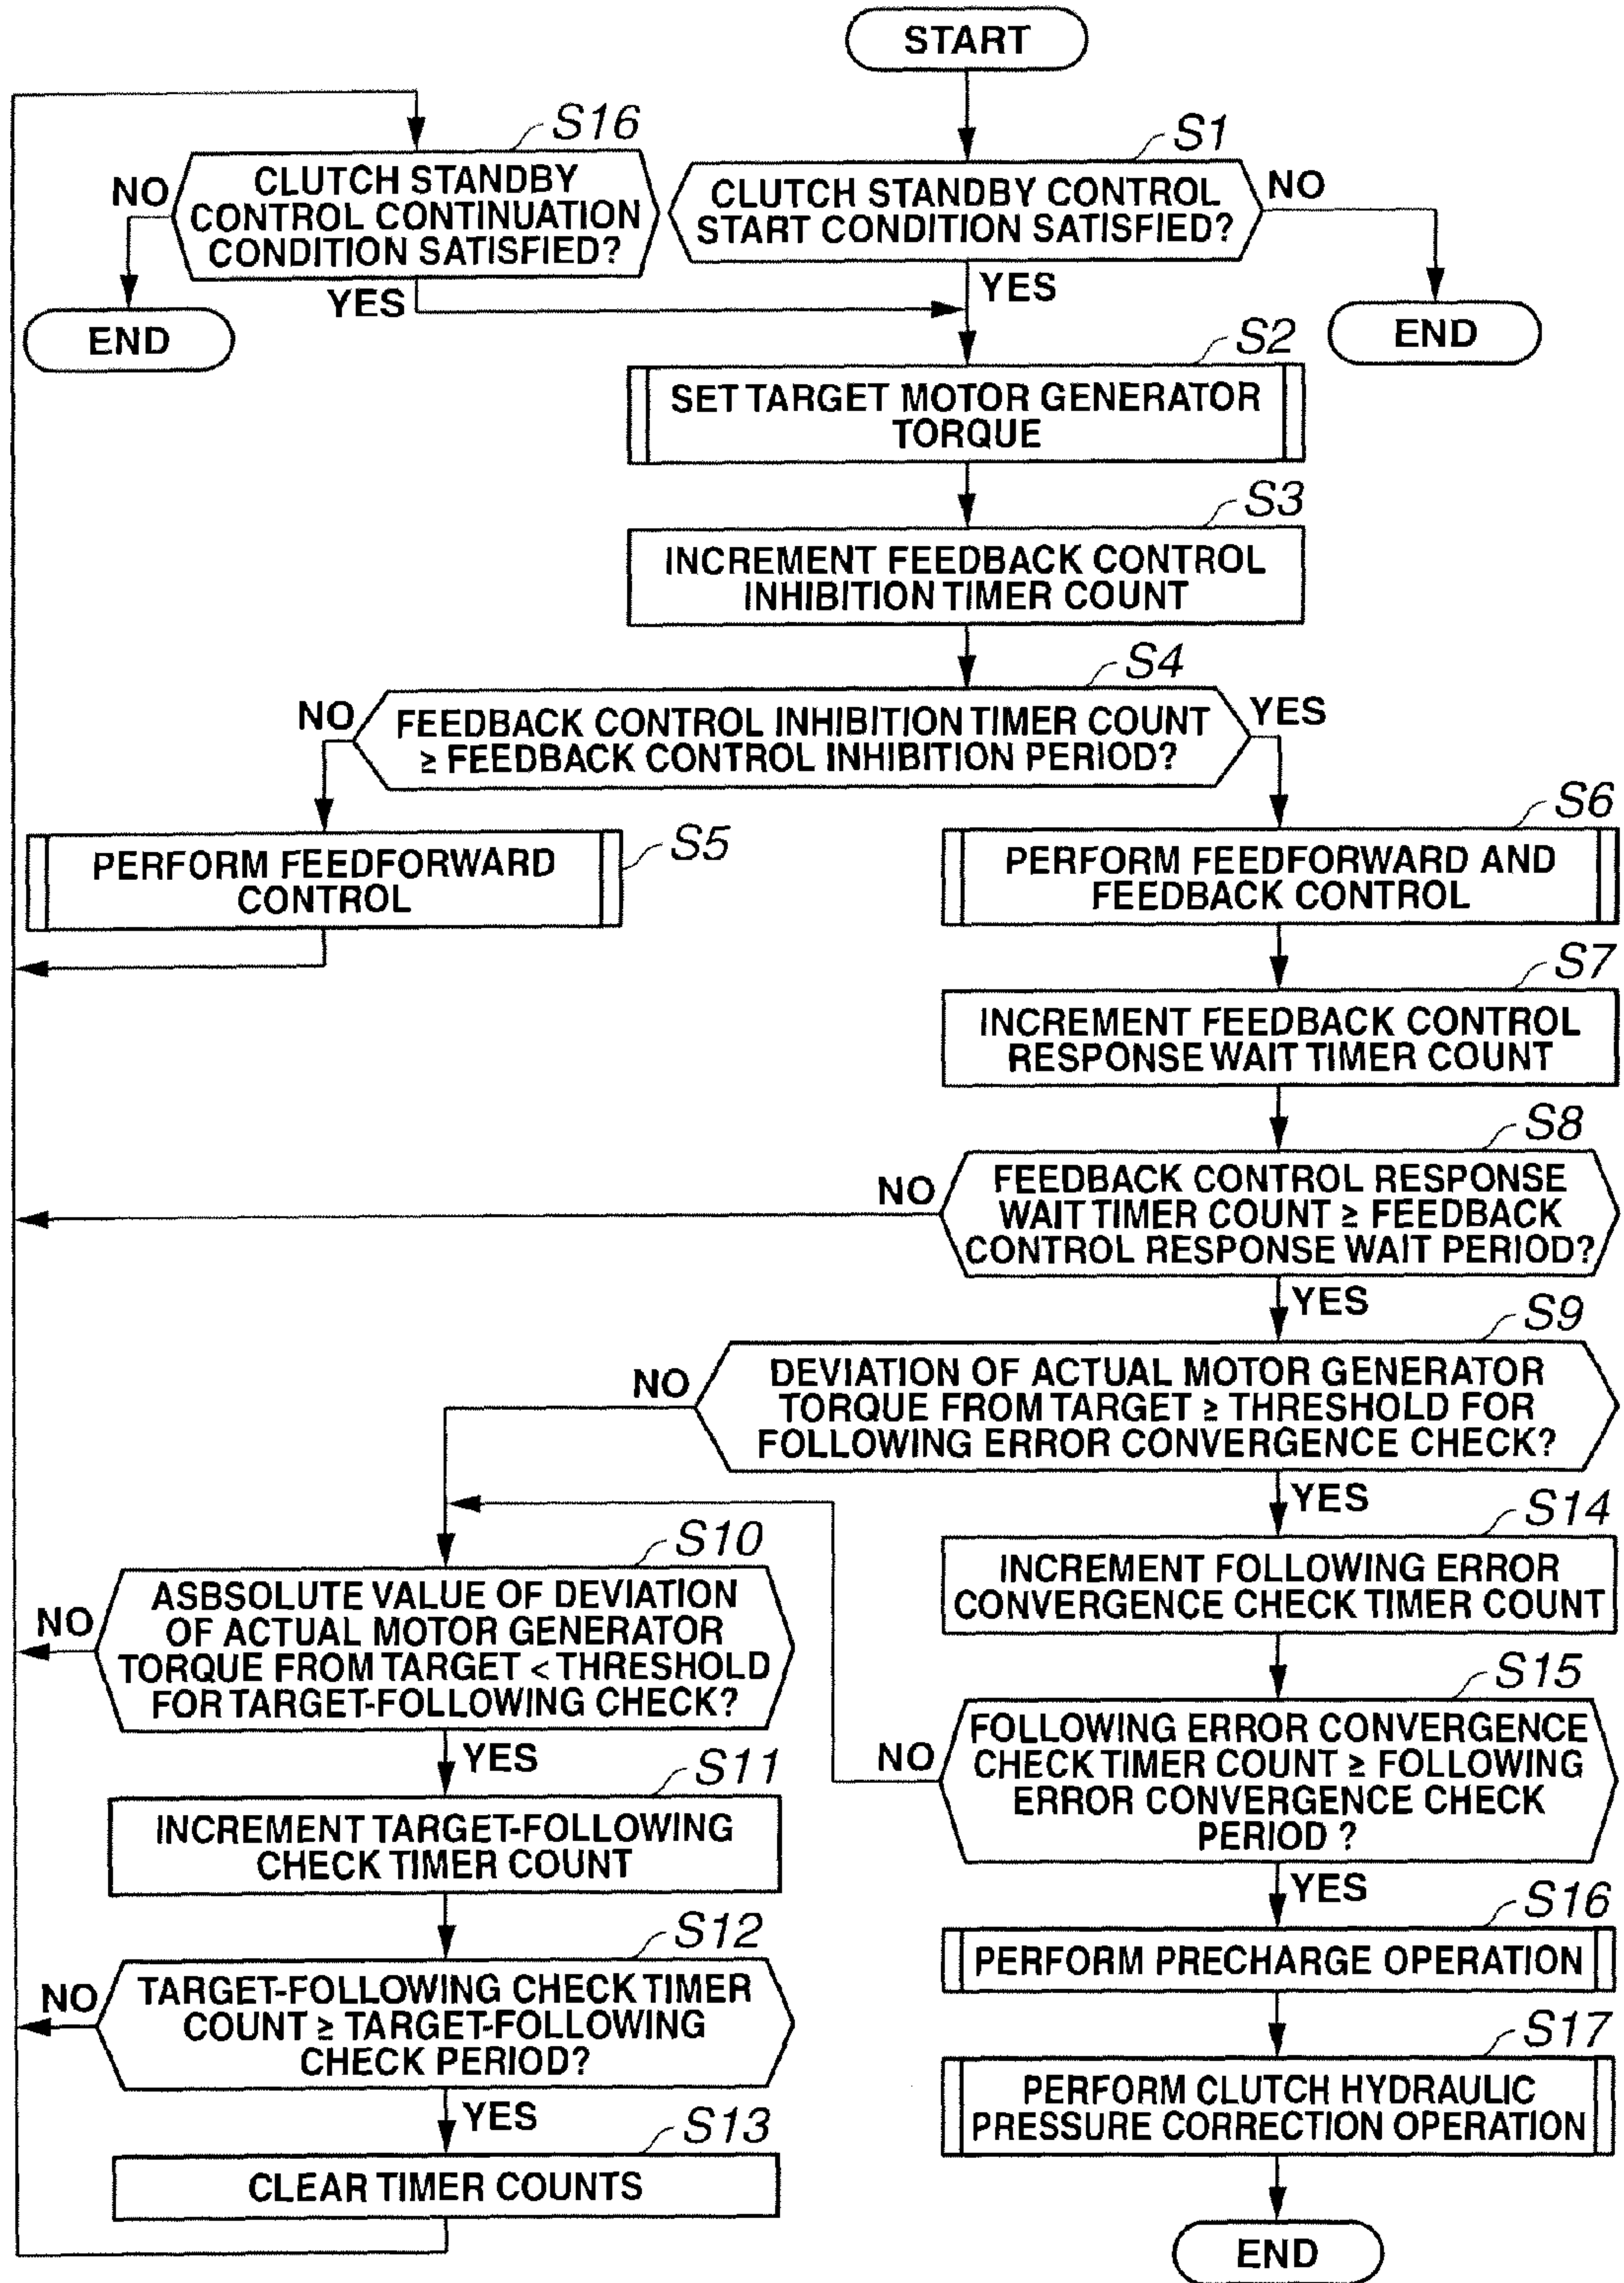 START
S16
CLUTCH STANDBY
CONTROL CONTINUATION
CONDITION SATISFIED?
NO
YES
END
S1
CLUTCH STANDBY CONTROL
START CONDITION SATISFIED?
NO
YES
END
S2
SET TARGET MOTOR GENERATOR
TORQUE
S3
INCREMENT FEEDBACK CONTROL
INHIBITION TIMER COUNT
S4
FEEDBACK CONTROL INHIBITION TIMER COUNT
≥ FEEDBACK CONTROL INHIBITION PERIOD?
NO
YES
S5
PERFORM FEEDFORWARD
CONTROL
S6
PERFORM FEEDFORWARD AND
FEEDBACK CONTROL
S7
INCREMENT FEEDBACK CONTROL
RESPONSE WAIT TIMER COUNT
S8
FEEDBACK CONTROL RESPONSE
WAIT TIMER COUNT ≥ FEEDBACK
CONTROL RESPONSE WAIT PERIOD?
NO
YES
S9
DEVIATION OF ACTUAL MOTOR GENERATOR
TORQUE FROM TARGET ≥ THRESHOLD FOR
FOLLOWING ERROR CONVERGENCE CHECK?
NO
YES
S10
ASBSOLUTE VALUE OF DEVIATION
OF ACTUAL MOTOR GENERATOR
TORQUE FROM TARGET < THRESHOLD
FOR TARGET-FOLLOWING CHECK?
NO
YES
S11
INCREMENT TARGET-FOLLOWING
CHECK TIMER COUNT
S12
TARGET-FOLLOWING CHECK TIMER
COUNT ≥ TARGET-FOLLOWING
CHECK PERIOD?
NO
YES
S13
CLEAR TIMER COUNTS
S14
INCREMENT FOLLOWING ERROR
CONVERGENCE CHECK TIMER COUNT
S15
FOLLOWING ERROR CONVERGENCE
CHECK TIMER COUNT ≥ FOLLOWING
ERROR CONVERGENCE CHECK
PERIOD ?
NO
YES
S16
PERFORM PRECHARGE OPERATION
S17
PERFORM CLUTCH HYDRAULIC
PRESSURE CORRECTION OPERATION
END